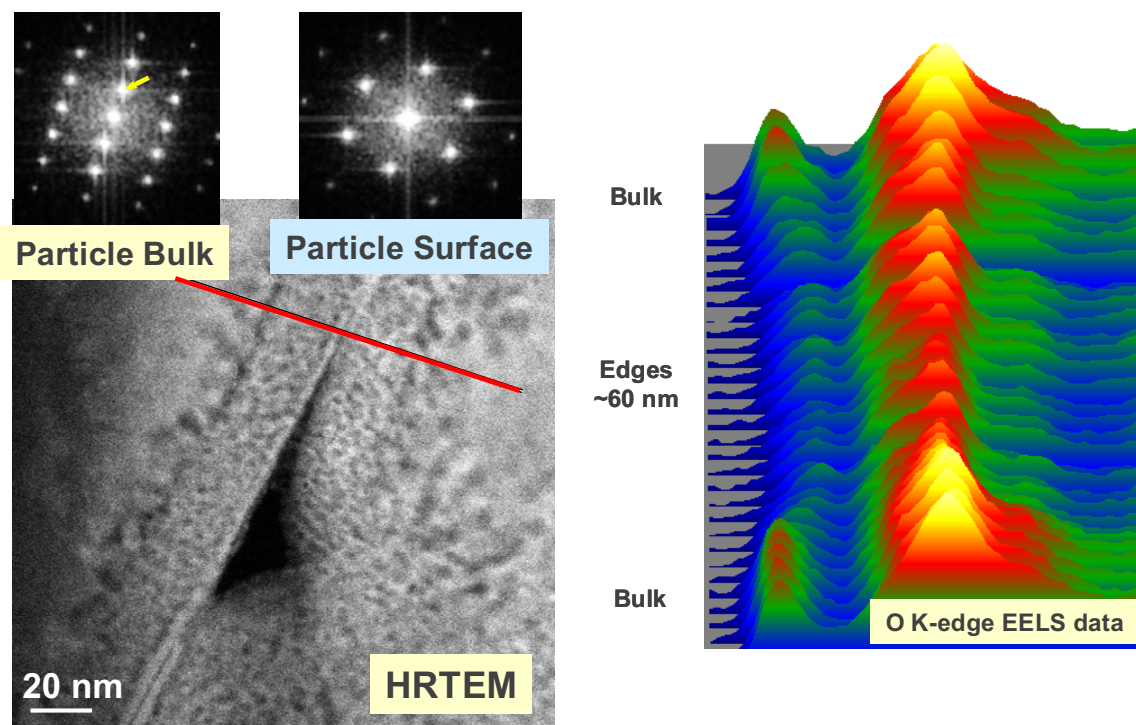 Particle Bulk
Particle Surface
20 nm
HRTEM
Bulk
Edges
~60 nm
Bulk
O K-edge EELS data